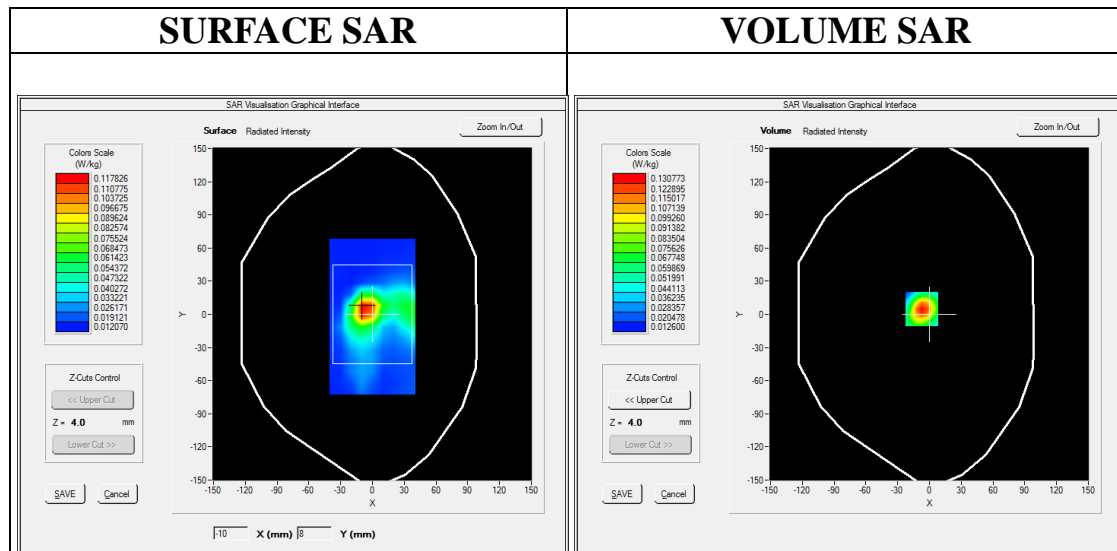 SURFACE SAR
VOLUME SAR
SAR Visualisation Graphical Interface
Surface Radiated Intensity
Zoom In/Out
Colors Scale
(W/kg)
0.117826
0.110775
0.103725
0.096675
0.089624
0.082574
0.075524
0.068473
0.061423
0.054372
0.047322
0.040272
0.033221
0.026177
0.019121
0.012070
Z-Cuts Control
<< Upper Cut
Z = 4.0 mm
Lower Cut >>
SAVE Cancel
150
120
90
60
30
0
-30
-60
-90
-120
-150
Y
-150 -120 -90 -60 -30 0 30 60 90 120 150
X
-10 X (mm) 8 Y (mm)
SAR Visualisation Graphical Interface
Volume Radiated Intensity
Zoom In/Out
Colors Scale
(W/kg)
0.130773
0.122895
0.115017
0.107139
0.099260
0.091382
0.083504
0.075626
0.067748
0.059869
0.051991
0.044113
0.036235
0.028357
0.020478
0.012600
Z-Cuts Control
<< Upper Cut
Z = 4.0 mm
Lower Cut >>
SAVE Cancel
150
120
90
60
30
0
-30
-60
-90
-120
-150
Y
-150 -120 -90 -60 -30 0 30 60 90 120 150
X